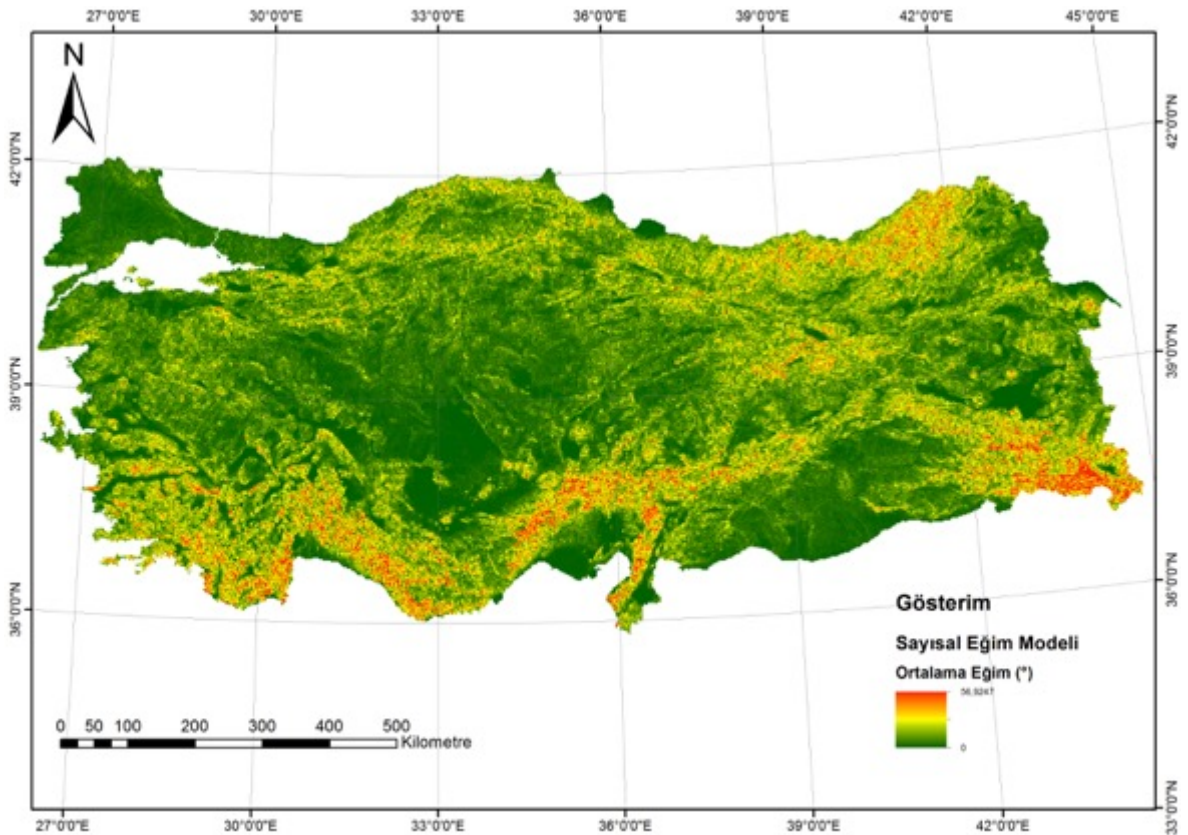 27°0'0"E 30°0'0"E 33°0'0"E 36°0'0"E 39°0'0"E 42°0'0"E 45°0'0"E
N
42°0'0"N
42°0'0"N
39°0'0"N
39°0'0"N
36°0'0"N
36°0'0"N
33°0'0"N
Gösterim
Sayısal Eğim Modeli
Ortalama Eğim (°)
56,9247
0
0 50 100 200 300 400 500
Kilometre
27°0'0"E 30°0'0"E 33°0'0"E 36°0'0"E 39°0'0"E 42°0'0"E